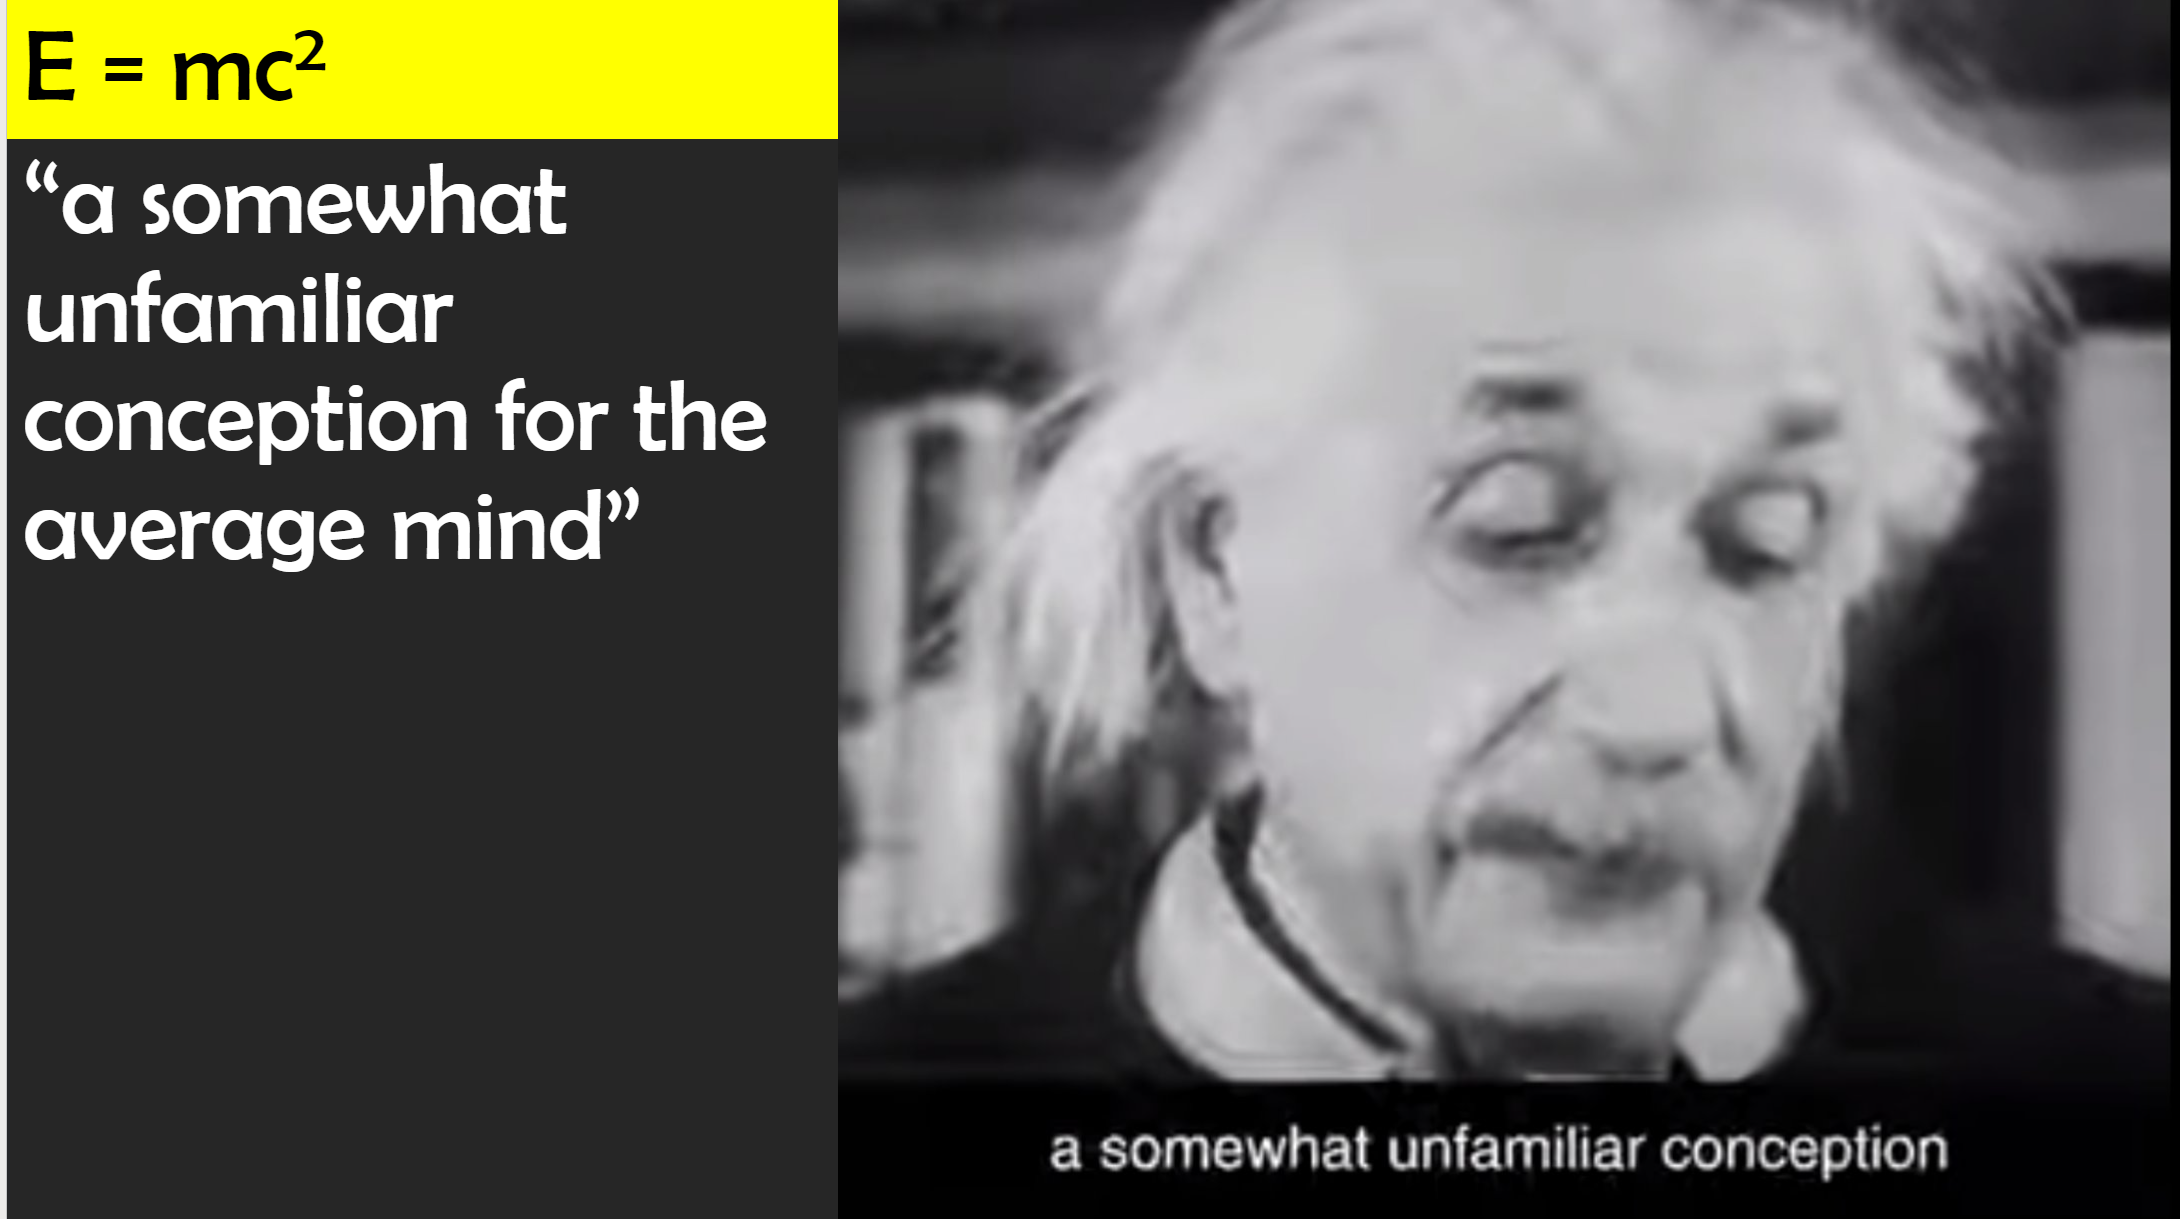 E = mc²
“a somewhat
unfamiliar
conception for the
average mind”
a somewhat unfamiliar conception